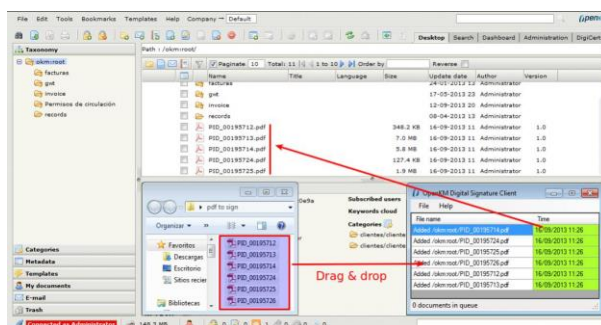 File Edit Tools Bookmarks Templates Help Company Default
Desktop Search Dashboard Administration
Taxonomy
Path : /okm:root/
okm:root
Paginate 10 Total: 11 1 to 10 Order by Reverse
Name Title Language Size Update date Author Version
facturas
facturas 24-05-2013 13 Administrator
gwt
gwt 17-05-2013 23 Administrator
invoice
invoice 12-09-2013 20 Administrator
Permisos de circulación
records
records 08-04-2013 13 Administrator
PID_00195712.pdf 348.2 KB 16-09-2013 11 Administrator 1.0
PID_00195713.pdf 7.0 MB 16-09-2013 11 Administrator 1.0
PID_00195714.pdf 5.8 MB 16-09-2013 11 Administrator 1.0
PID_00195724.pdf 127.4 KB 16-09-2013 11 Administrator 1.0
PID_00195725.pdf 1.9 MB 16-09-2013 11 Administrator 1.0
pdf to sign
Organizar
Favoritos
Descargas
Escritorio
Sitios recier
Bibliotecas
PID_00195712
PID_00195713
PID_00195714
PID_00195724
PID_00195725
PID_00195726
Subscribed users
Keywords cloud
Categories
clientes/cliente
clientes/cliente
Drag & drop
OpenKM Digital Signature Client
File Help
File name Time
Added /okm:root/PID_00195714.pdf 16/09/2013 11:26
Added /okm:root/PID_00195724.pdf 16/09/2013 11:26
Added /okm:root/PID_00195725.pdf 16/09/2013 11:26
Added /okm:root/PID_00195726.pdf 16/09/2013 11:26
Added /okm:root/PID_00195712.pdf 16/09/2013 11:26
Added /okm:root/PID_00195713.pdf 16/09/2013 11:26
0 documents in queue
Categories
Metadata
Templates
My documents
E-mail
Trash
Connected as Administrator